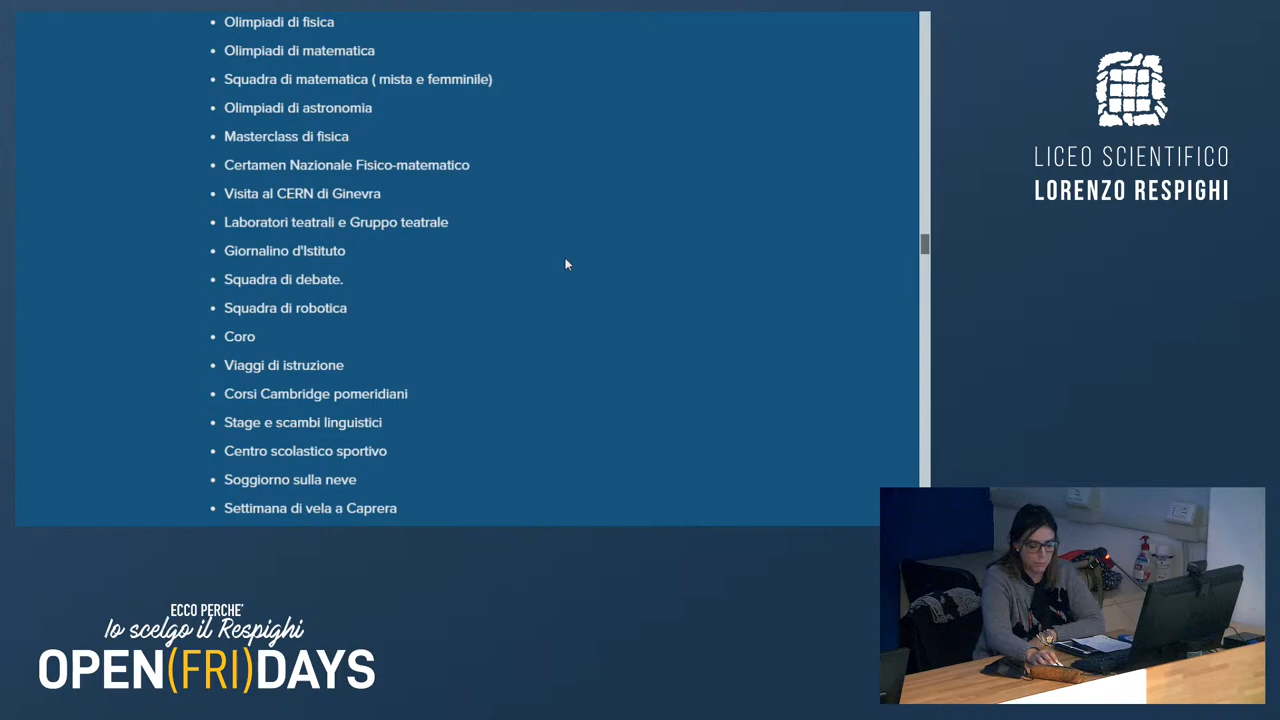 Olimpiadi di fisica
Olimpiadi di matematica
Squadra di matematica ( mista e femminile)
Olimpiadi di astronomia
Masterclass di fisica
Certamen Nazionale Fisico-matematico
Visita al CERN di Ginevra
Laboratori teatrali e Gruppo teatrale
Giornalino d'Istituto
Squadra di debate.
Squadra di robotica
Coro
Viaggi di istruzione
Corsi Cambridge pomeridiani
Stage e scambi linguistici
Centro scolastico sportivo
Soggiorno sulla neve
Settimana di vela a Caprera
LICEO SCIENTIFICO
LORENZO RESPIGHI
ECCO PERCHE'
Io scelgo il Respighi
OPEN(FRI)DAYS